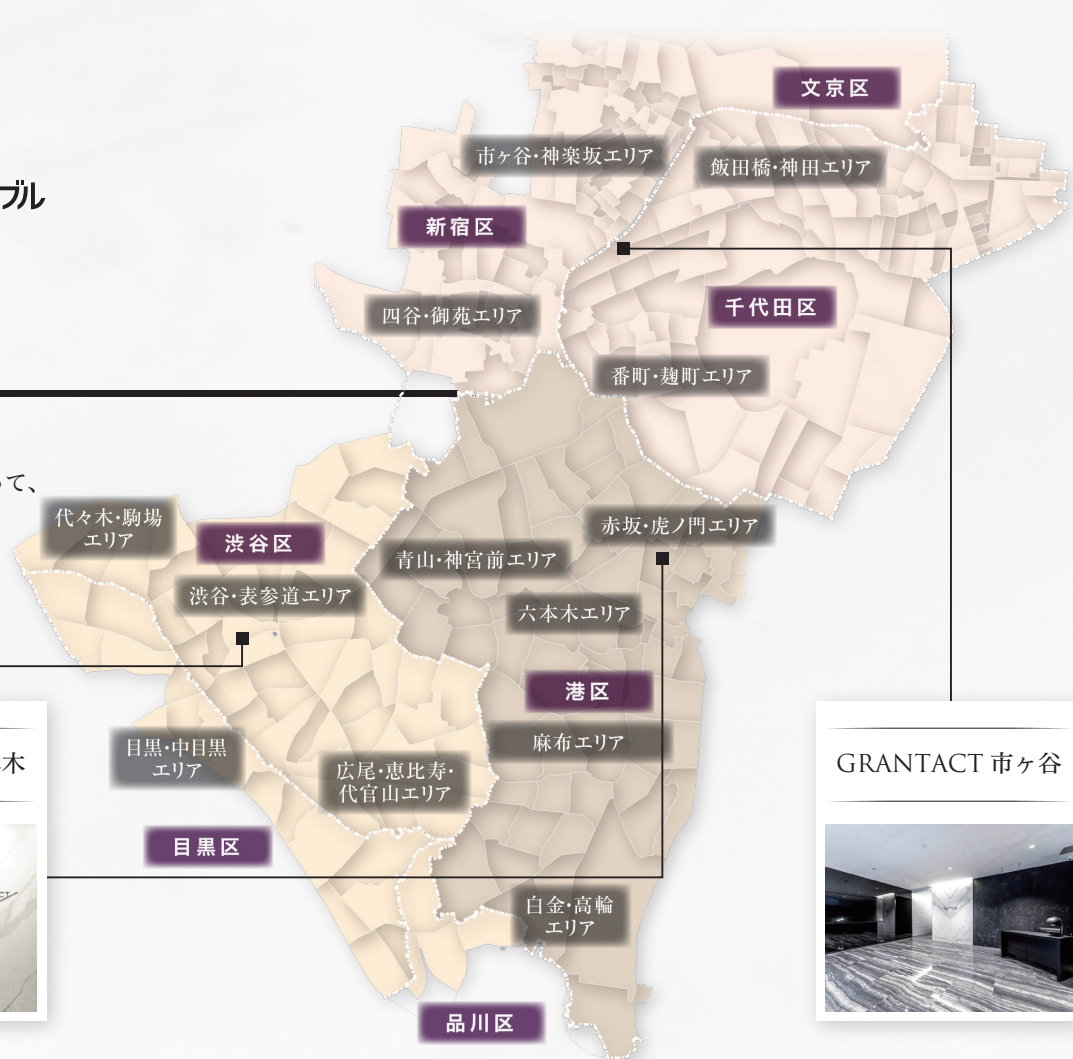 文京区
市ヶ谷・神楽坂エリア
飯田橋・神田エリア
ブル
新宿区
千代田区
四谷・御苑エリア
番町・麹町エリア
て、
代々木・駒場
エリア
渋谷区
赤坂・虎ノ門エリア
青山・神宮前エリア
渋谷・表参道エリア
六本木エリア
港区
麻布エリア
目黒・中目黒
エリア
広尾・恵比寿・
代官山エリア
木
GRANTACT 市ヶ谷
目黒区
CT
白金・高輪
エリア
品川区